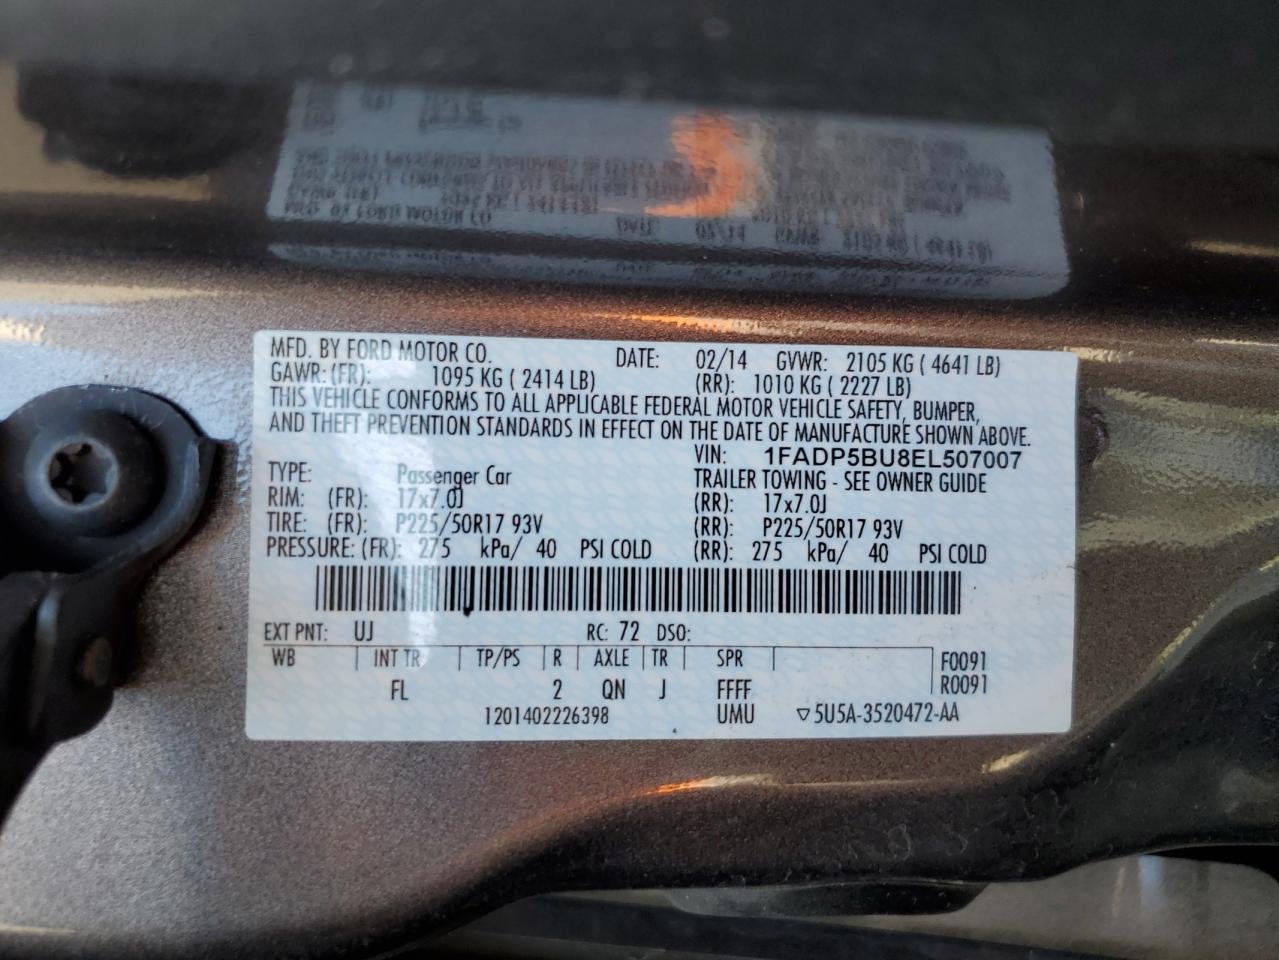 MFD. BY FORD MOTOR CO. DATE: 02/14 GVWR: 2105 KG ( 4641 LB)
GAWR: (FR): 1095 KG ( 2414 LB) (RR): 1010 KG ( 2227 LB)
THIS VEHICLE CONFORMS TO ALL APPLICABLE FEDERAL MOTOR VEHICLE SAFETY, BUMPER,
AND THEFT PREVENTION STANDARDS IN EFFECT ON THE DATE OF MANUFACTURE SHOWN ABOVE.
VIN: 1FADP5BU8EL507007
TYPE: Passenger Car TRAILER TOWING - SEE OWNER GUIDE
RIM: (FR): 17x7.0J (RR): 17x7.0J
TIRE: (FR): P225/50R17 93V (RR): P225/50R17 93V
PRESSURE: (FR): 275 kPa/ 40 PSI COLD (RR): 275 kPa/ 40 PSI COLD
EXT PNT: UJ RC: 72 DSO:
WB INT TR TP/PS R AXLE TR SPR F0091
FL 2 QN J FFFF R0091
1201402226398 UMU ▽5U5A-3520472-AA